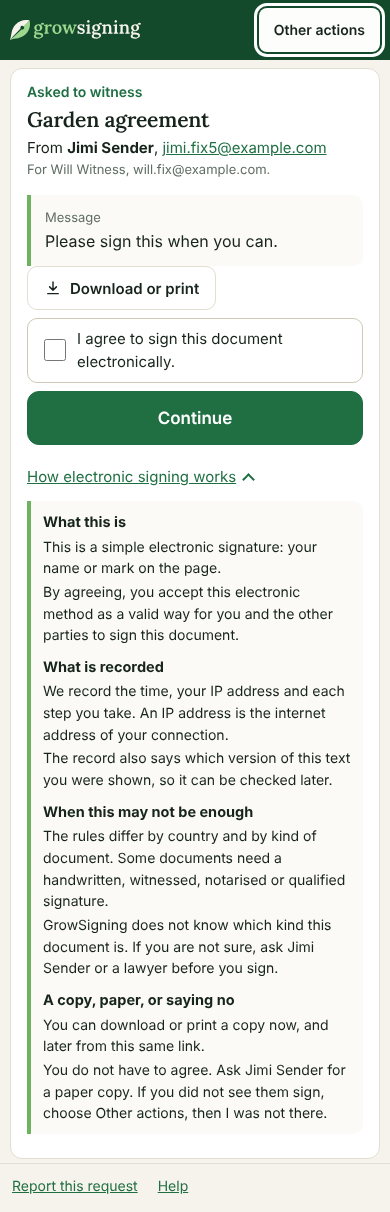 growsigning
Other actions
Asked to witness
Garden agreement
From Jimi Sender, jimi.fix5@example.com
For Will Witness, will.fix@example.com.
Message
Please sign this when you can.
Download or print
I agree to sign this document
electronically.
Continue
How electronic signing works
What this is
This is a simple electronic signature: your
name or mark on the page.
By agreeing, you accept this electronic
method as a valid way for you and the other
parties to sign this document.
What is recorded
We record the time, your IP address and each
step you take. An IP address is the internet
address of your connection.
The record also says which version of this text
you were shown, so it can be checked later.
When this may not be enough
The rules differ by country and by kind of
document. Some documents need a
handwritten, witnessed, notarised or qualified
signature.
GrowSigning does not know which kind this
document is. If you are not sure, ask Jimi
Sender or a lawyer before you sign.
A copy, paper, or saying no
You can download or print a copy now, and
later from this same link.
You do not have to agree. Ask Jimi Sender for
a paper copy. If you did not see them sign,
choose Other actions, then I was not there.
Report this request
Help